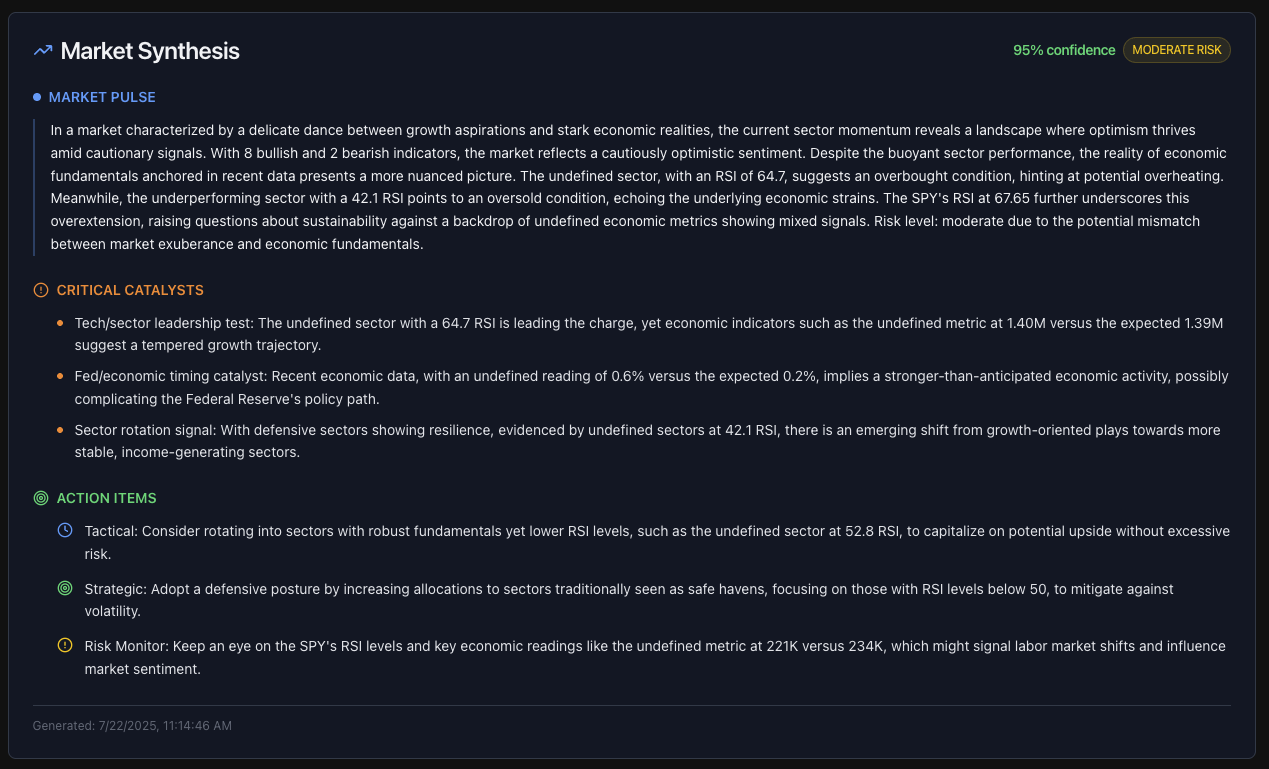 Market Synthesis
95% confidence
MODERATE RISK
MARKET PULSE
In a market characterized by a delicate dance between growth aspirations and stark economic realities, the current sector momentum reveals a landscape where optimism thrives
amid cautionary signals. With 8 bullish and 2 bearish indicators, the market reflects a cautiously optimistic sentiment. Despite the buoyant sector performance, the reality of economic
fundamentals anchored in recent data presents a more nuanced picture. The undefined sector, with an RSI of 64.7, suggests an overbought condition, hinting at potential overheating.
Meanwhile, the underperforming sector with a 42.1 RSI points to an oversold condition, echoing the underlying economic strains. The SPY's RSI at 67.65 further underscores this
overextension, raising questions about sustainability against a backdrop of undefined economic metrics showing mixed signals. Risk level: moderate due to the potential mismatch
between market exuberance and economic fundamentals.
CRITICAL CATALYSTS
Tech/sector leadership test: The undefined sector with a 64.7 RSI is leading the charge, yet economic indicators such as the undefined metric at 1.40M versus the expected 1.39M
suggest a tempered growth trajectory.
Fed/economic timing catalyst: Recent economic data, with an undefined reading of 0.6% versus the expected 0.2%, implies a stronger-than-anticipated economic activity, possibly
complicating the Federal Reserve's policy path.
Sector rotation signal: With defensive sectors showing resilience, evidenced by undefined sectors at 42.1 RSI, there is an emerging shift from growth-oriented plays towards more
stable, income-generating sectors.
ACTION ITEMS
Tactical: Consider rotating into sectors with robust fundamentals yet lower RSI levels, such as the undefined sector at 52.8 RSI, to capitalize on potential upside without excessive
risk.
Strategic: Adopt a defensive posture by increasing allocations to sectors traditionally seen as safe havens, focusing on those with RSI levels below 50, to mitigate against
volatility.
Risk Monitor: Keep an eye on the SPY's RSI levels and key economic readings like the undefined metric at 221K versus 234K, which might signal labor market shifts and influence
market sentiment.
Generated: 7/22/2025, 11:14:46 AM